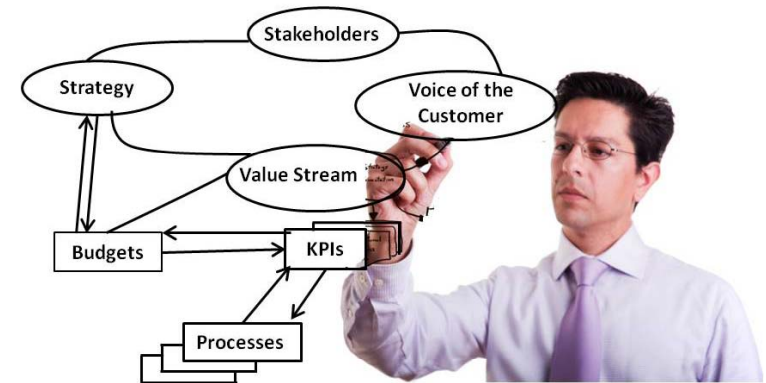 Stakeholders
Strategy
Voice of the
Customer
Value Stream
Budgets
KPIs
Processes